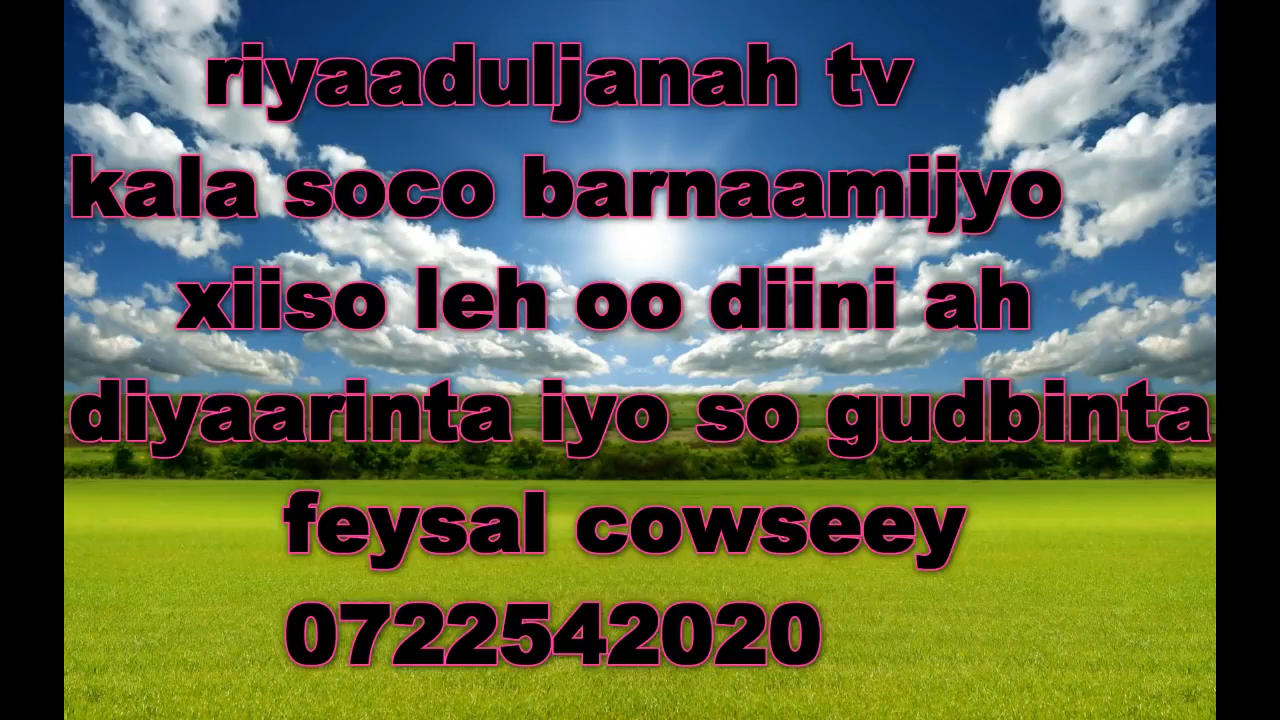 riyaaduljanah tv
kala soco barnaamijyo
xiiso leh oo diini ah
diyaarinta iyo so gudbinta
feysal cowseey
0722542020